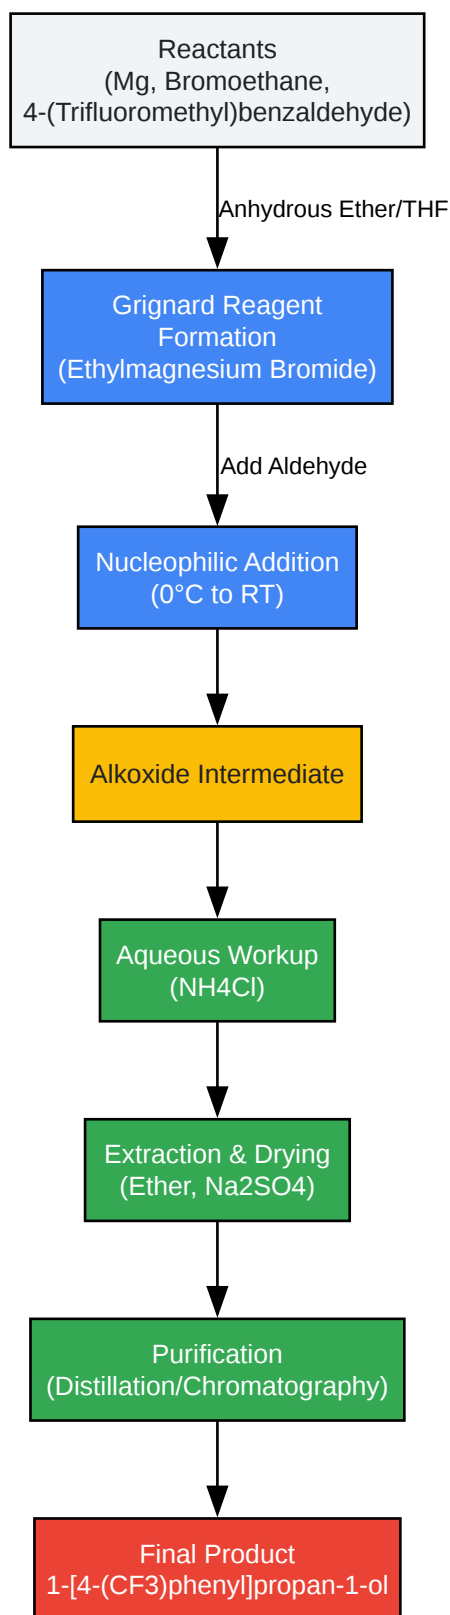 Reactants
(Mg, Bromoethane,
4-(Trifluoromethyl)benzaldehyde)
Anhydrous Ether/THF
Grignard Reagent
Formation
(Ethylmagnesium Bromide)
Add Aldehyde
Nucleophilic Addition
(0°C to RT)
Alkoxide Intermediate
Aqueous Workup
(NH4Cl)
Extraction & Drying
(Ether, Na2SO4)
Purification
(Distillation/Chromatography)
Final Product
1-[4-(CF3)phenyl]propan-1-ol